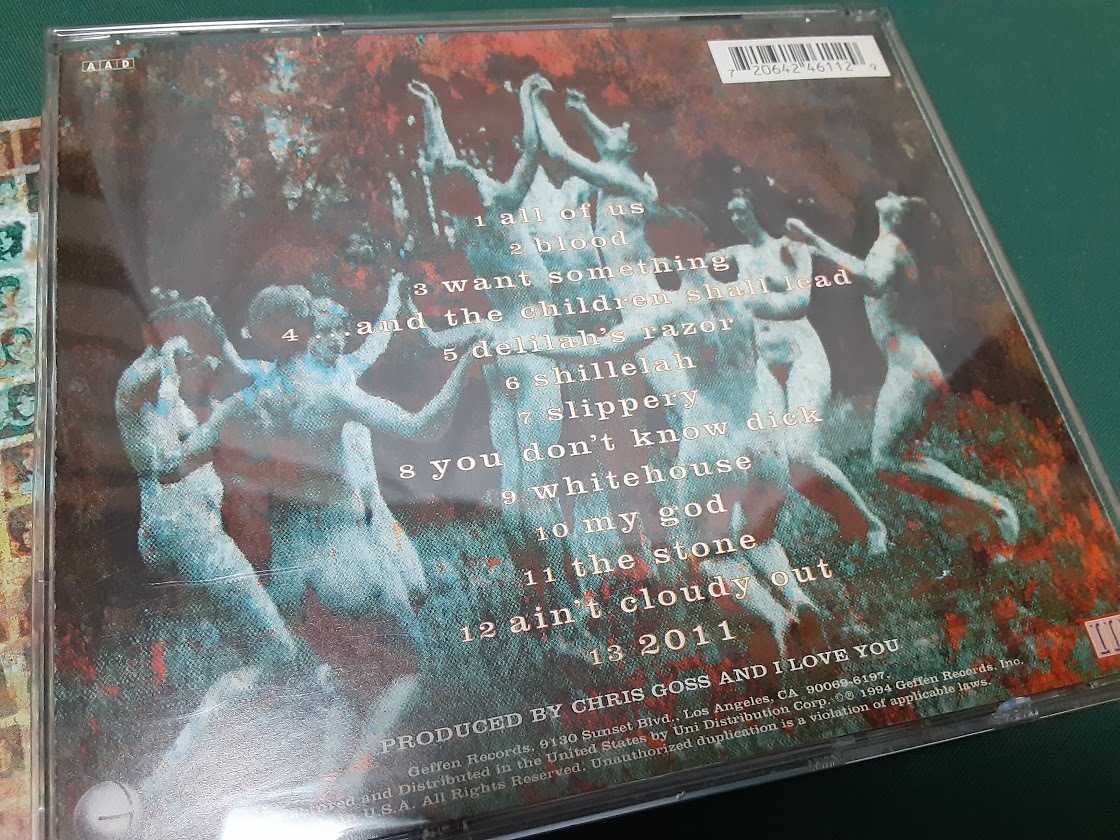 AAD
7 20642 46112 9
1 all of us
2 blood
3 want something
4 ...and the children shall lead
5 delilah's razor
6 shillelah
7 slippery
8 you don't know dick
9 whitehouse
10 my god
11 the stone
12 ain't cloudy out
13 2011
PRODUCED BY CHRIS GOSS AND I LOVE YOU
Geffen Records, 9130 Sunset Blvd., Los Angeles, CA 90069-6197.
and Distributed in the United States by Uni Distribution Corp. ©℗ 1994 Geffen Records, Inc.
U.S.A. All Rights Reserved. Unauthorized duplication is a violation of applicable laws.